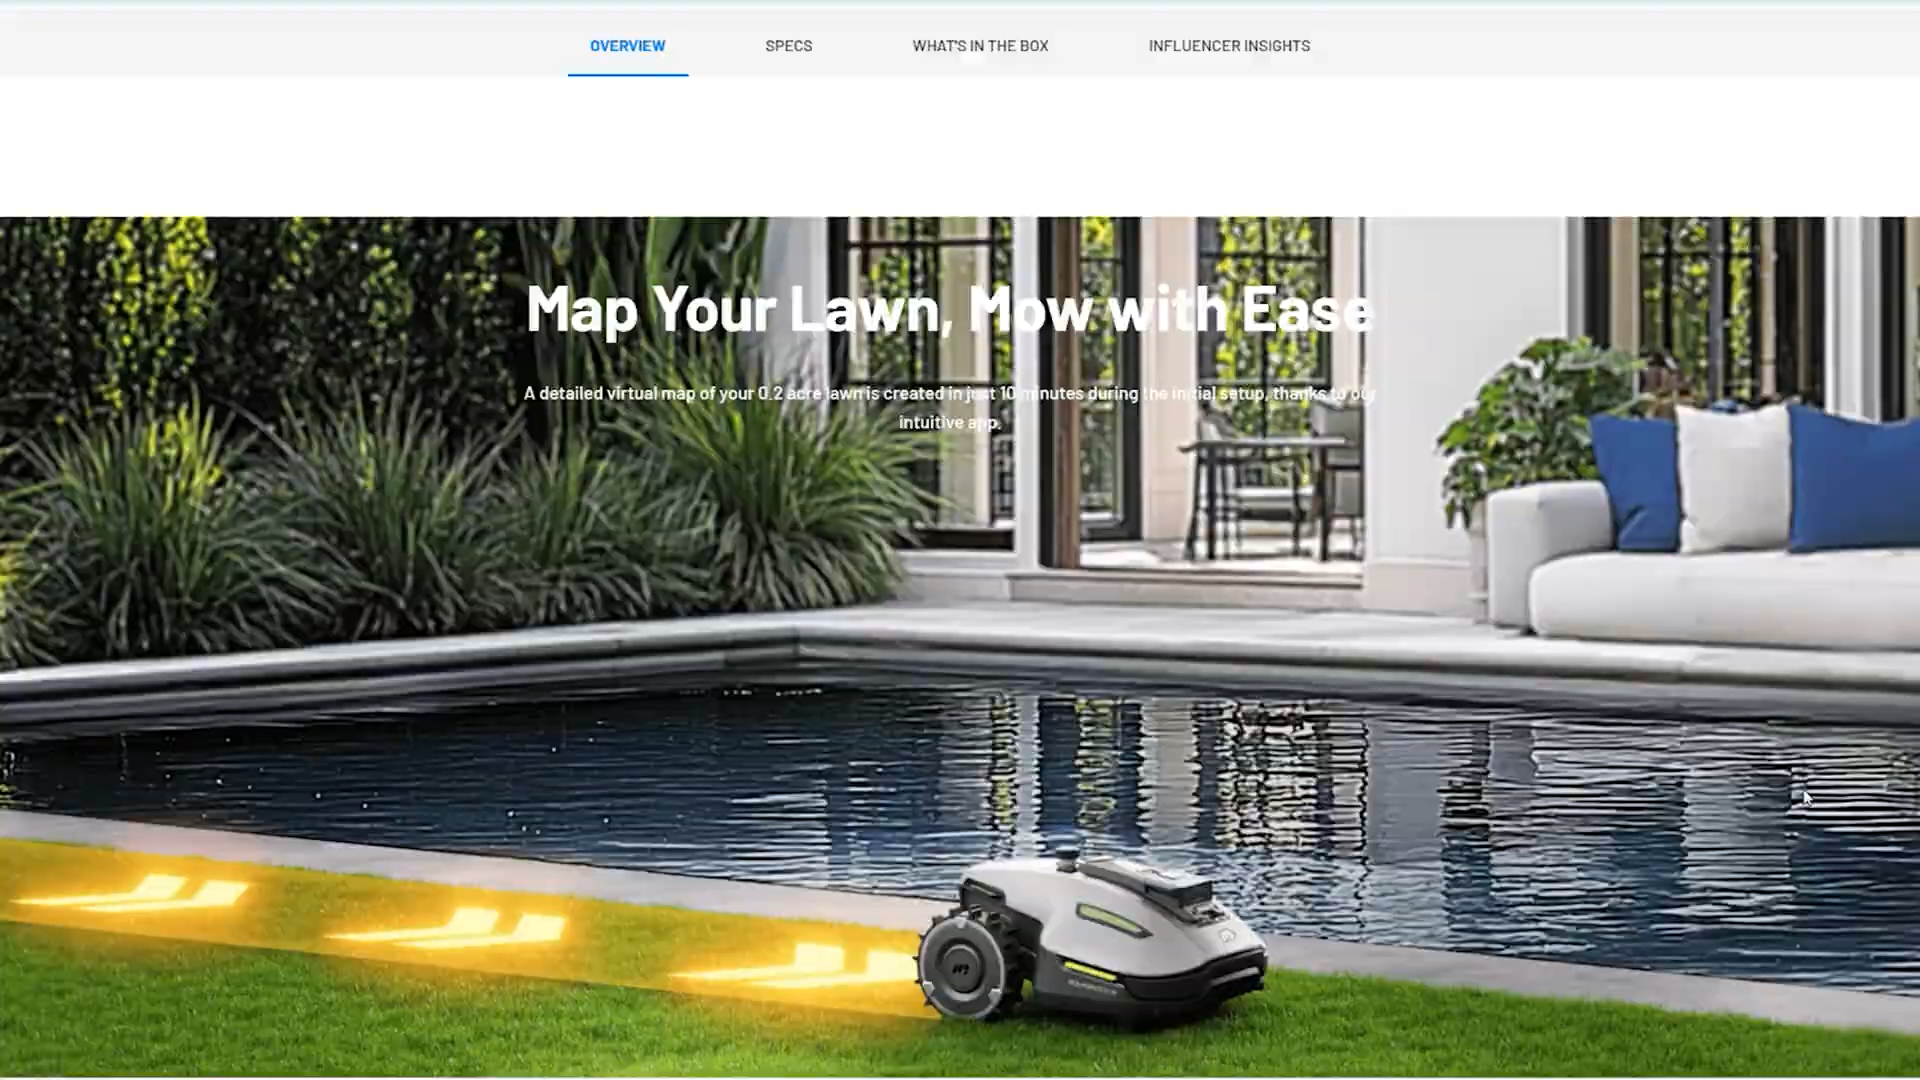 OVERVIEW
SPECS
WHAT'S IN THE BOX
INFLUENCER INSIGHTS
Map Your Lawn, Mow with Ease
A detailed virtual map of your 0.2 acre lawn is created in just 10 minutes during the initial setup, thanks to our
intuitive app.